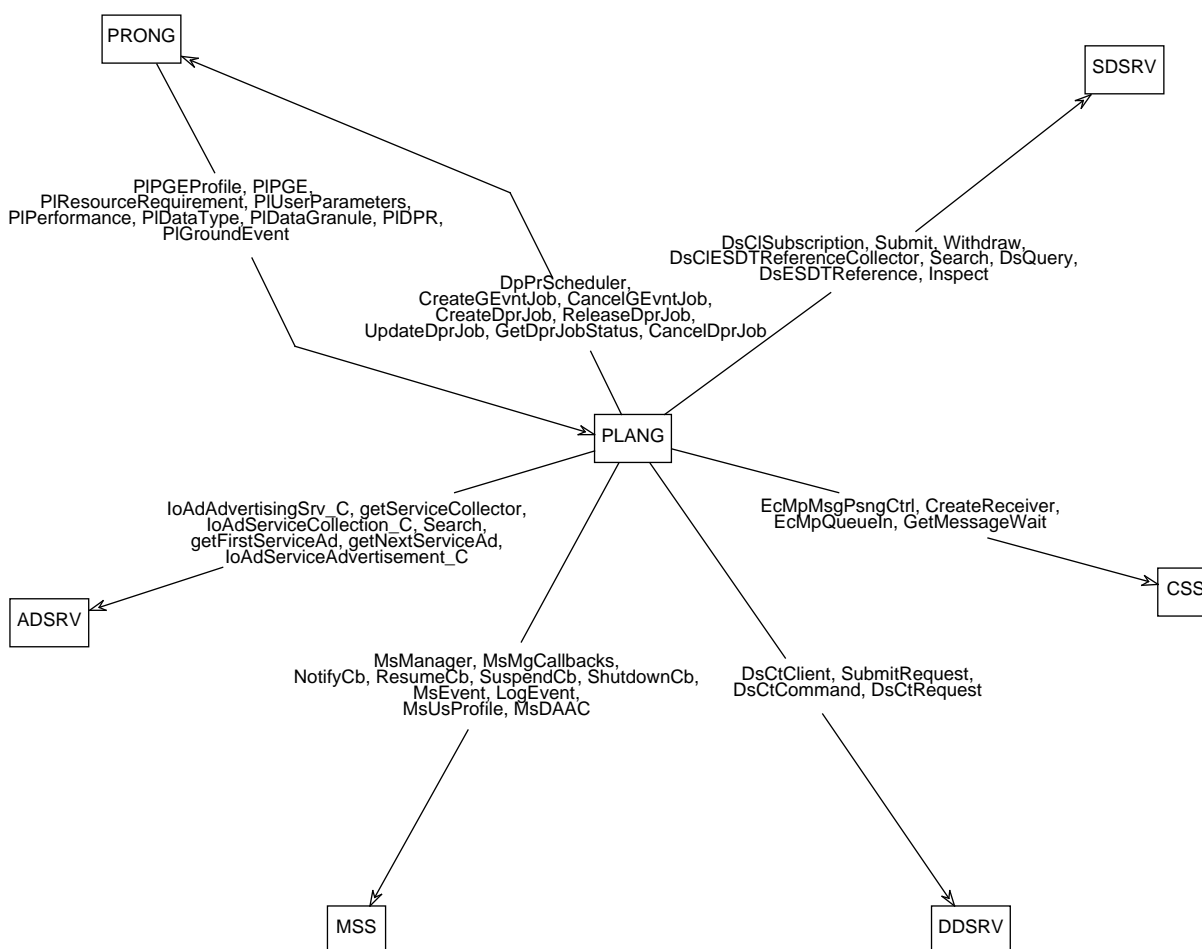 PRONG
SDSRV
PlPGEProfile, PlPGE,
PlResourceRequirement, PlUserParameters,
PlPerformance, PlDataType, PlDataGranule, PlDPR,
PlGroundEvent
DsClSubscription, Submit, Withdraw,
DsClESDTReferenceCollector, Search, DsQuery,
DsESDTReference, Inspect
DpPrScheduler,
CreateGEvntJob, CancelGEvntJob,
CreateDprJob, ReleaseDprJob,
UpdateDprJob, GetDprJobStatus, CancelDprJob
PLANG
IoAdAdvertisingSrv_C, getServiceCollector,
IoAdServiceCollection_C, Search,
getFirstServiceAd, getNextServiceAd,
IoAdServiceAdvertisement_C
EcMpMsgPsngCtrl, CreateReceiver,
EcMpQueueIn, GetMessageWait
CSS
ADSRV
MsManager, MsMgCallbacks,
NotifyCb, ResumeCb, SuspendCb, ShutdownCb,
MsEvent, LogEvent,
MsUsProfile, MsDAAC
DsCtClient, SubmitRequest,
DsCtCommand, DsCtRequest
MSS
DDSRV